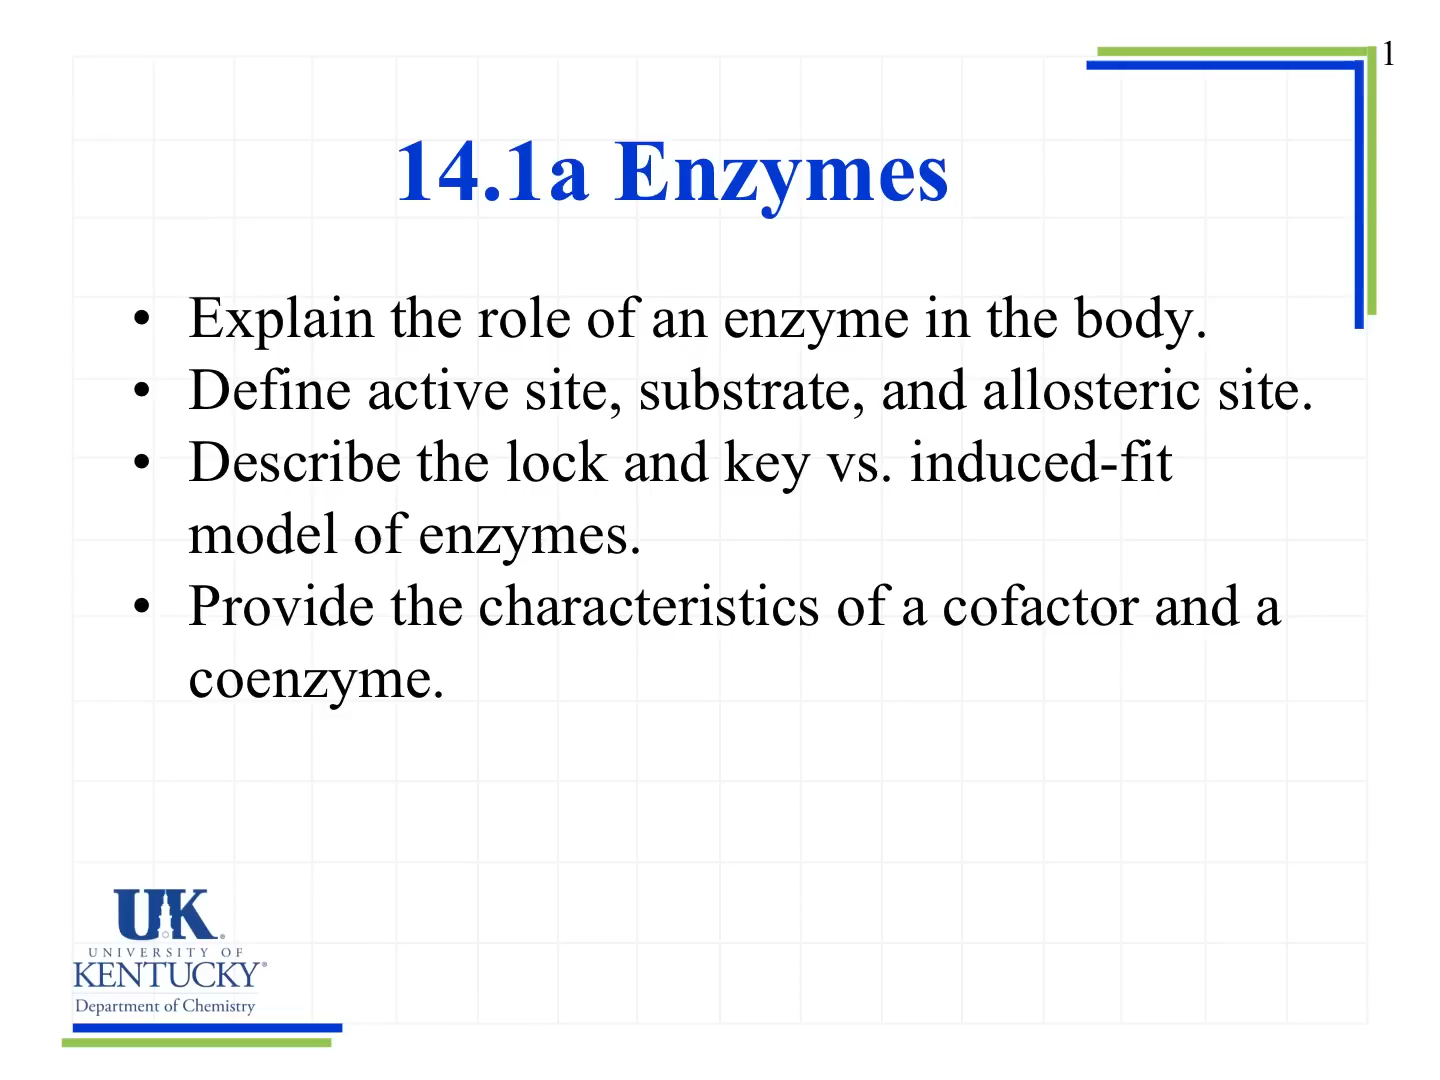 1
14.1a Enzymes
• Explain the role of an enzyme in the body.
• Define active site, substrate, and allosteric site.
• Describe the lock and key vs. induced-fit
model of enzymes.
• Provide the characteristics of a cofactor and a
coenzyme.
UK®
UNIVERSITY OF
KENTUCKY®
Department of Chemistry